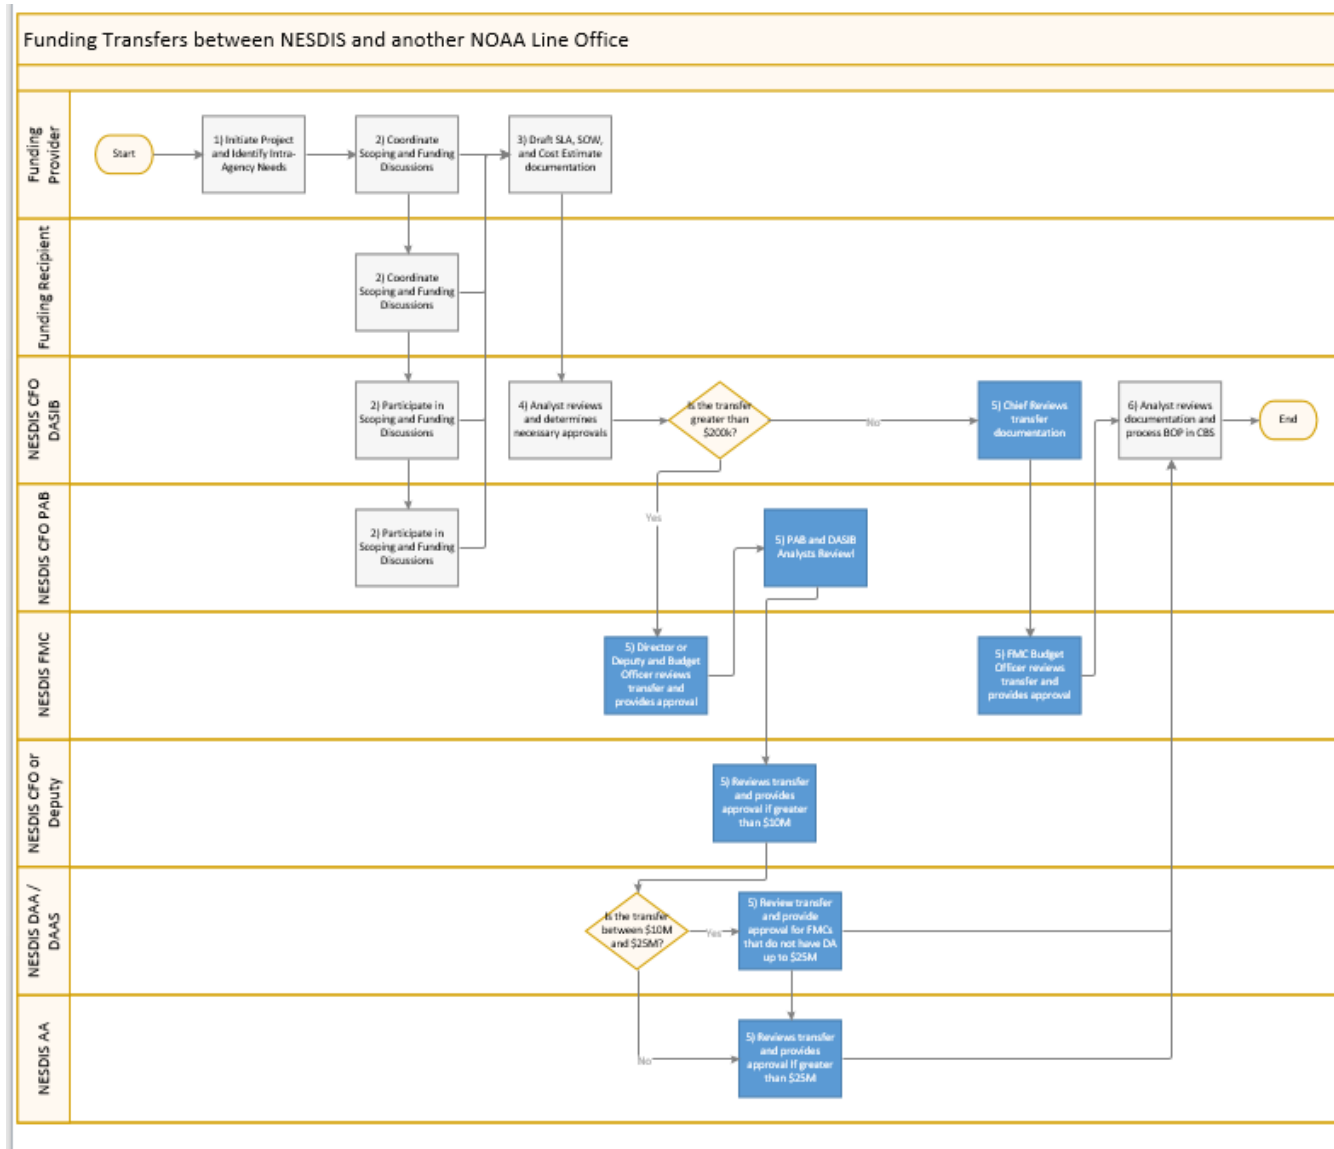 Funding Transfers between NESDIS and another NOAA Line Office
Funding
Provider
Start
1) Initiate Project
and Identify Intra-
Agency Needs
2) Coordinate
Scoping and Funding
Discussions
3) Draft SLA, SOW,
and Cost Estimate
documentation
Funding Recipient
2) Coordinate
Scoping and Funding
Discussions
NESDIS CFO
DASIB
2) Participate in
Scoping and Funding
Discussions
4) Analyst reviews
and determines
necessary approvals
Is the transfer
greater than
$200k?
No
5) Chief Reviews
transfer
documentation
6) Analyst reviews
documentation and
process BOP in CBS
End
NESDIS CFO PAB
2) Participate in
Scoping and Funding
Discussions
Yes
5) PAB and DASIB
Analysts Review!
NESDIS FMC
5) Director or
Deputy and Budget
Officer reviews
transfer and
provides approval
5) FMC Budget
Officer reviews
transfer and
provides approval
NESDIS CFO or
Deputy
5) Reviews transfer
and provides
approval if greater
than $10M
NESDIS DAA /
DAAS
Is the transfer
between $10M
and $25M?
Yes
5) Review transfer
and provide
approval for FMCs
that do not have DA
up to $25M
NESDIS AA
No
5) Reviews transfer
and provides
approval if greater
than $25M